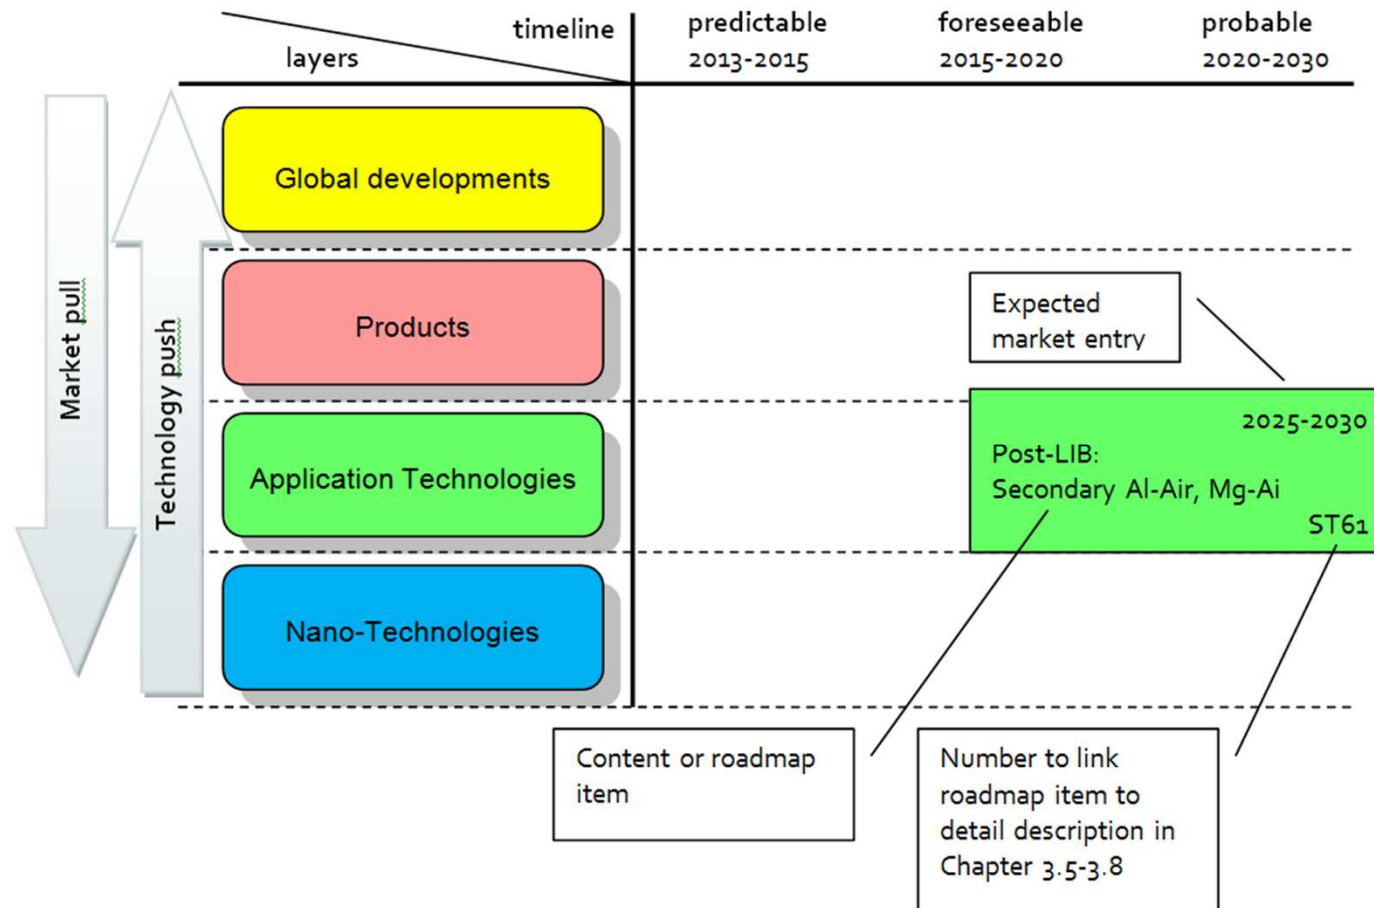 timeline
layers
predictable
2013-2015
foreseeable
2015-2020
probable
2020-2030
Market pull
Technology push
Global developments
Products
Application Technologies
Nano-Technologies
Expected
market entry
2025-2030
Post-LIB:
Secondary Al-Air, Mg-Ai
ST61
Content or roadmap
item
Number to link
roadmap item to
detail description in
Chapter 3.5-3.8